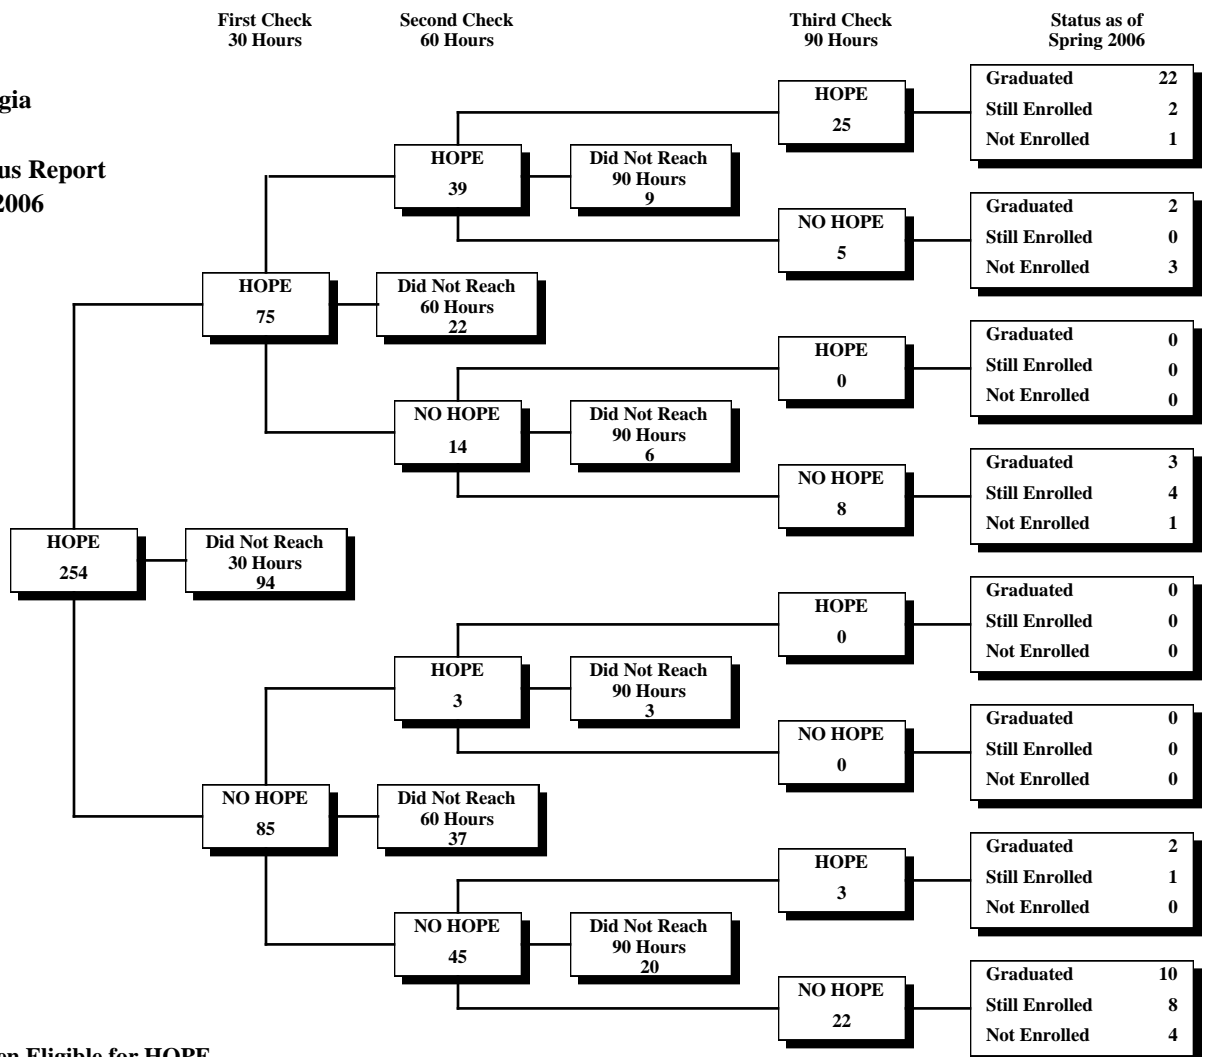 First Check
30 Hours
Second Check
60 Hours
Third Check
90 Hours
Status as of
Spring 2006
gia
us Report
2006
HOPE
254
Did Not Reach
30 Hours
94
HOPE
75
Did Not Reach
60 Hours
22
HOPE
39
Did Not Reach
90 Hours
9
HOPE
25
Graduated 22
Still Enrolled 2
Not Enrolled 1
NO HOPE
5
Graduated 2
Still Enrolled 0
Not Enrolled 3
NO HOPE
14
Did Not Reach
90 Hours
6
HOPE
0
Graduated 0
Still Enrolled 0
Not Enrolled 0
NO HOPE
8
Graduated 3
Still Enrolled 4
Not Enrolled 1
NO HOPE
85
Did Not Reach
60 Hours
37
HOPE
3
Did Not Reach
90 Hours
3
HOPE
0
Graduated 0
Still Enrolled 0
Not Enrolled 0
NO HOPE
0
Graduated 0
Still Enrolled 0
Not Enrolled 0
NO HOPE
45
Did Not Reach
90 Hours
20
HOPE
3
Graduated 2
Still Enrolled 1
Not Enrolled 0
NO HOPE
22
Graduated 10
Still Enrolled 8
Not Enrolled 4
en Eligible for HOPE